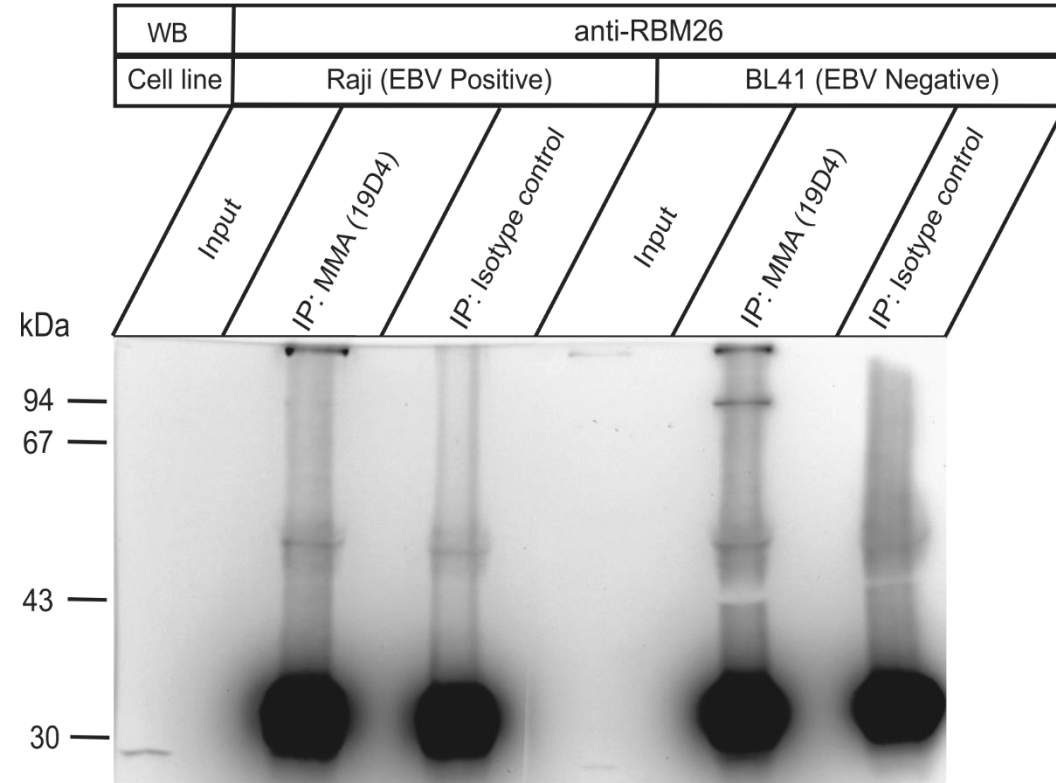 WB anti-RBM26
Cell line Raji (EBV Positive) BL41 (EBV Negative)
Input IP: MMA (19D4) IP: Isotype control Input IP: MMA (19D4) IP: Isotype control
kDa
94
67
43
30